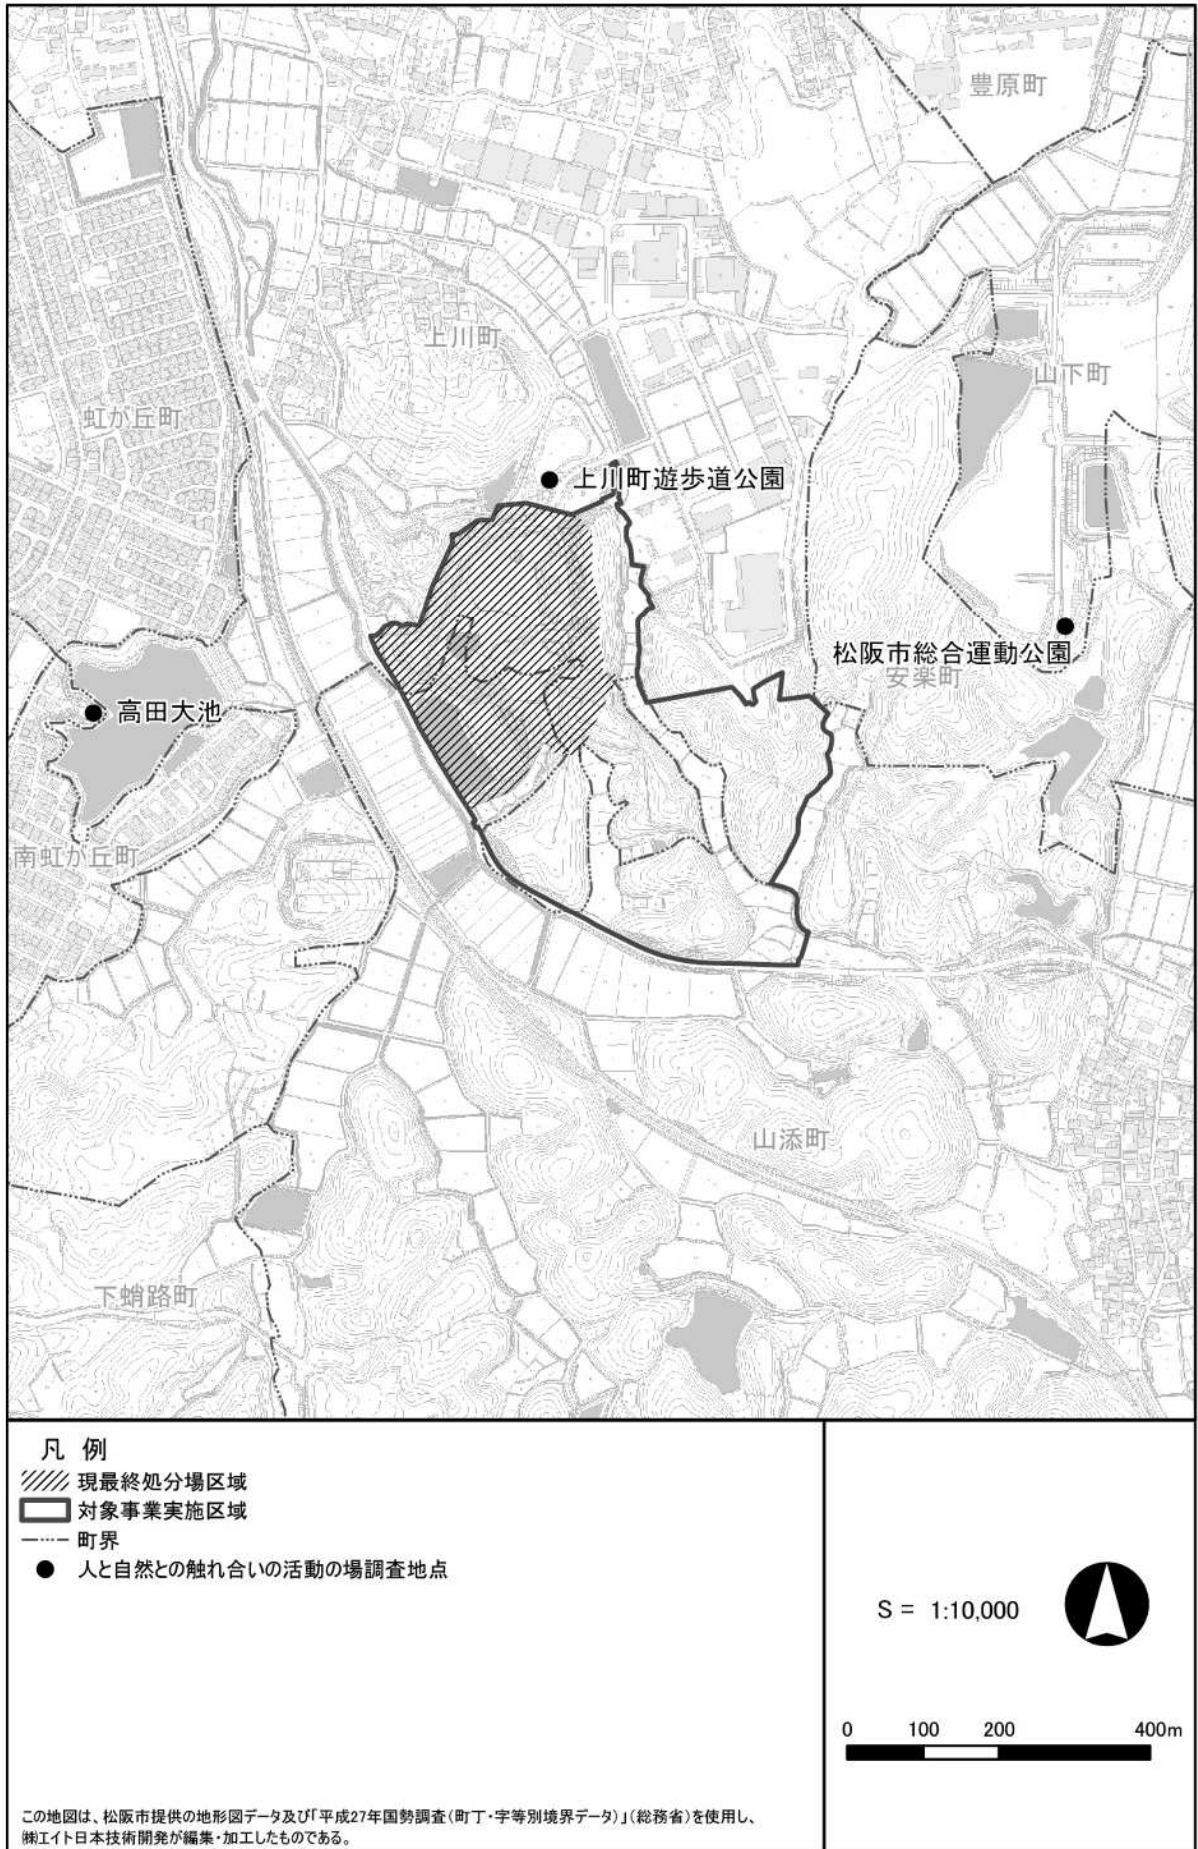 豊原町
上川町
山下町
虹が丘町
上川町遊歩道公園
松阪市総合運動公園
安楽町
高田大池
南虹が丘町
山添町
下蛸路町
凡 例
現最終処分場区域
対象事業実施区域
町界
人と自然との触れ合いの活動の場調査地点
S = 1:10,000
0 100 200 400m
この地図は、松阪市提供の地形図データ及び「平成27年国勢調査(町丁・字等別境界データ)」(総務省)を使用し、
㈱エイト日本技術開発が編集・加工したものである。